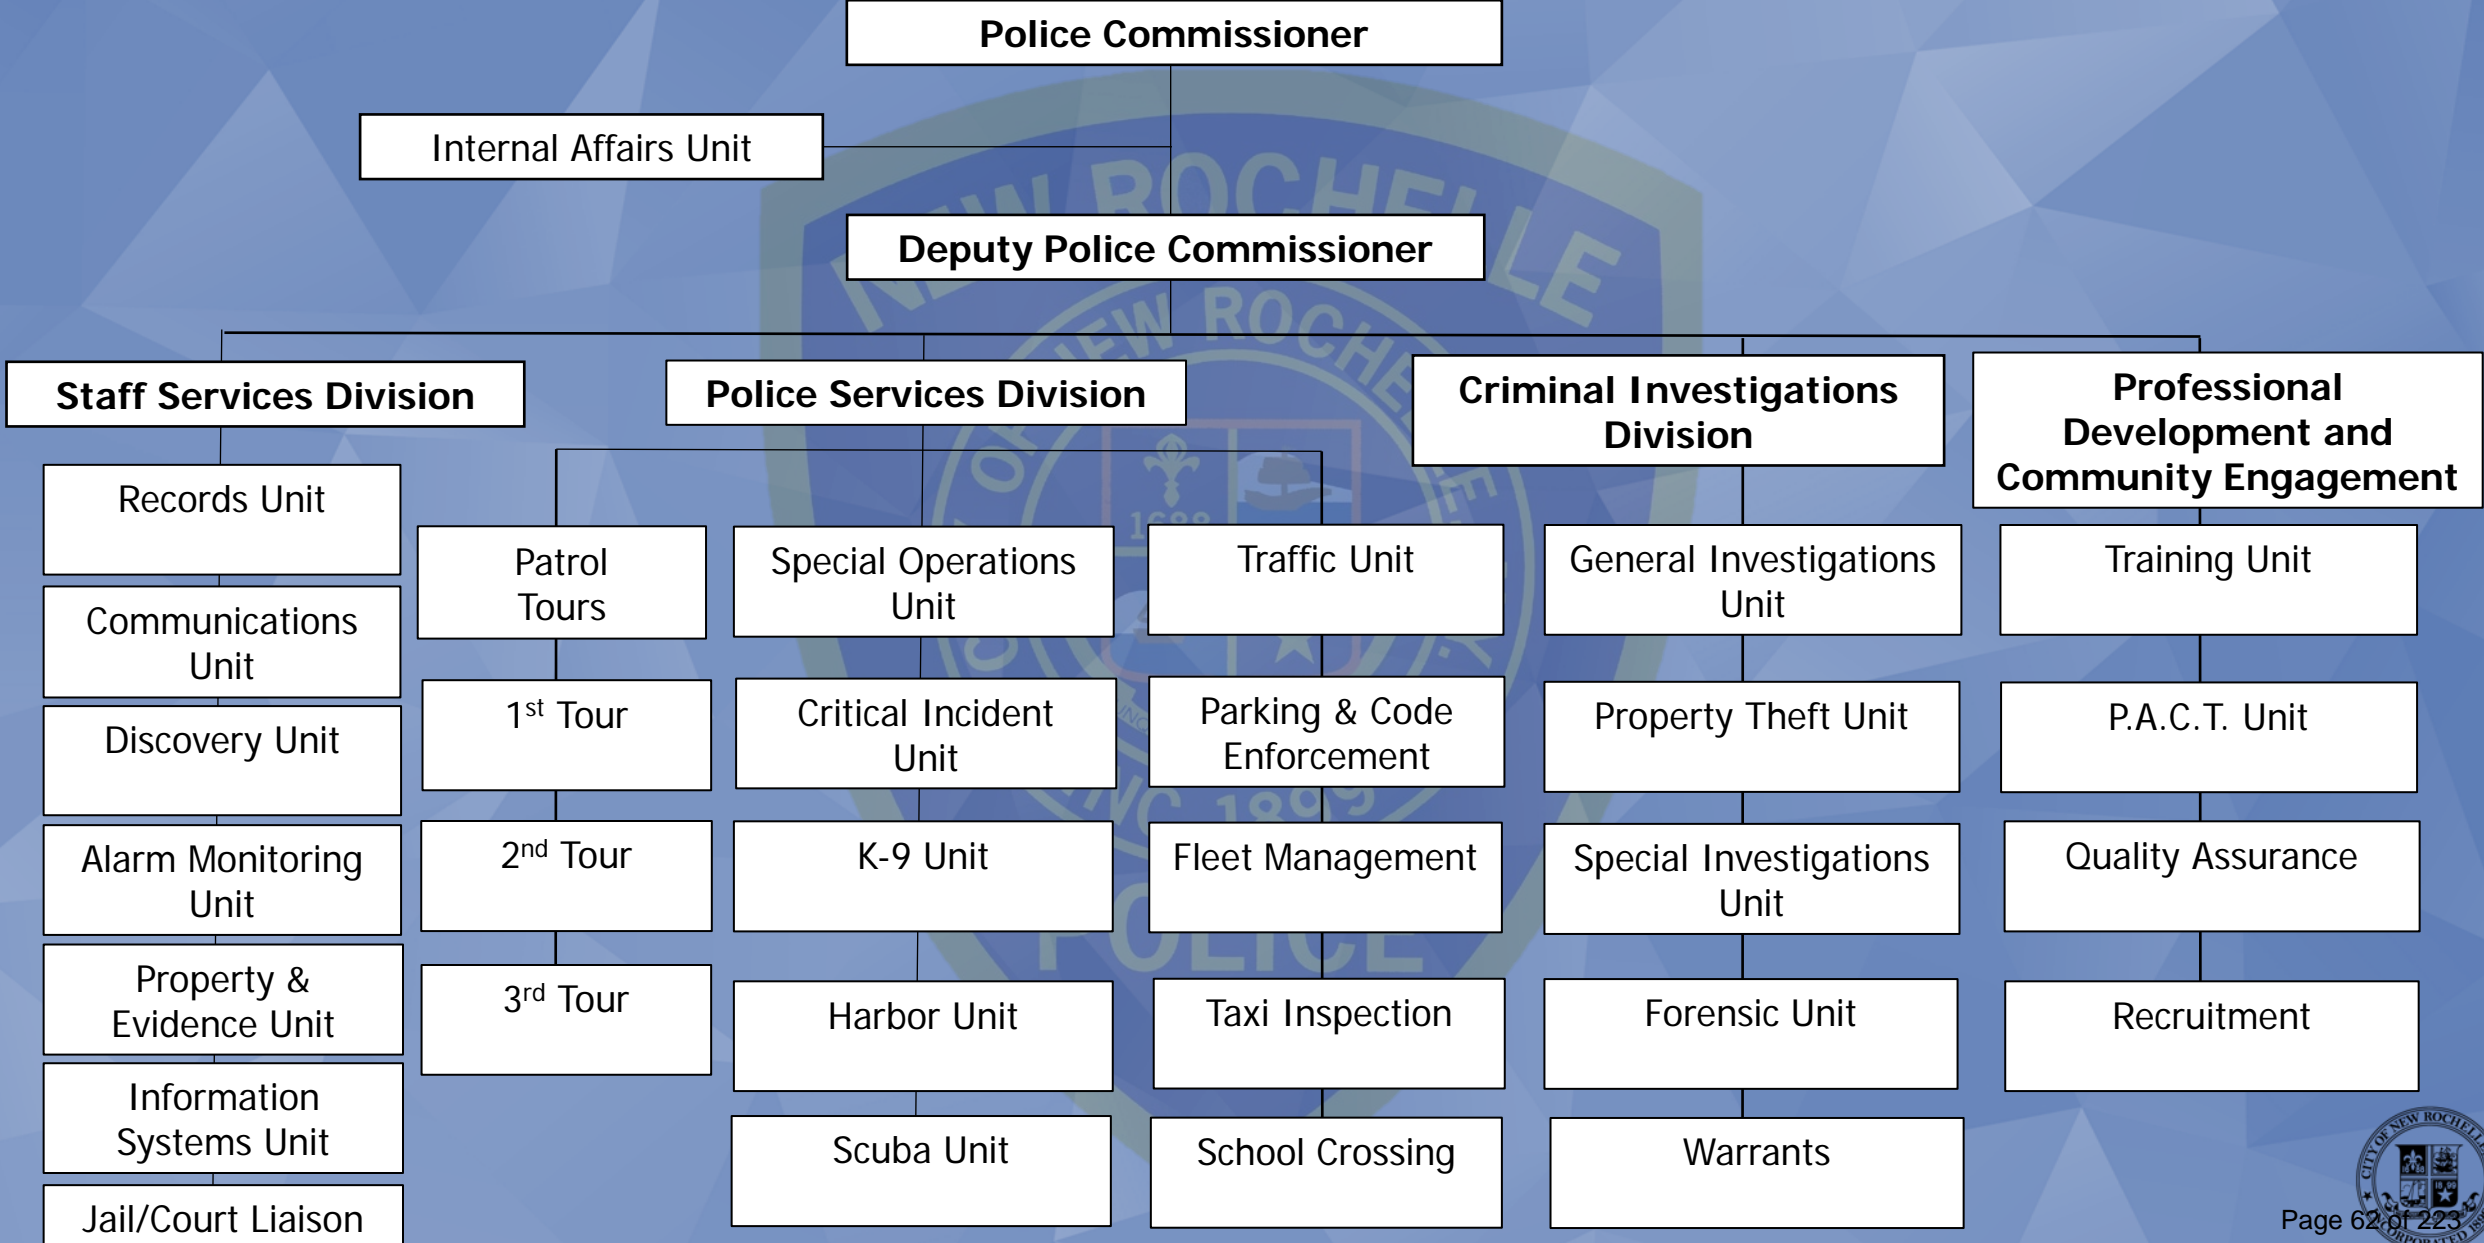 Police Commissioner
Internal Affairs Unit
Deputy Police Commissioner
Staff Services Division
Police Services Division
Criminal Investigations
Division
Professional
Development and
Community Engagement
Records Unit
Communications
Unit
Discovery Unit
Alarm Monitoring
Unit
Property &
Evidence Unit
Information
Systems Unit
Jail/Court Liaison
Patrol
Tours
1st Tour
2nd Tour
3rd Tour
Special Operations
Unit
Critical Incident
Unit
K-9 Unit
Harbor Unit
Scuba Unit
Traffic Unit
Parking & Code
Enforcement
Fleet Management
Taxi Inspection
School Crossing
General Investigations
Unit
Property Theft Unit
Special Investigations
Unit
Forensic Unit
Warrants
Training Unit
P.A.C.T. Unit
Quality Assurance
Recruitment
NEW ROCHELLE
POLICE
Page 62 of 223